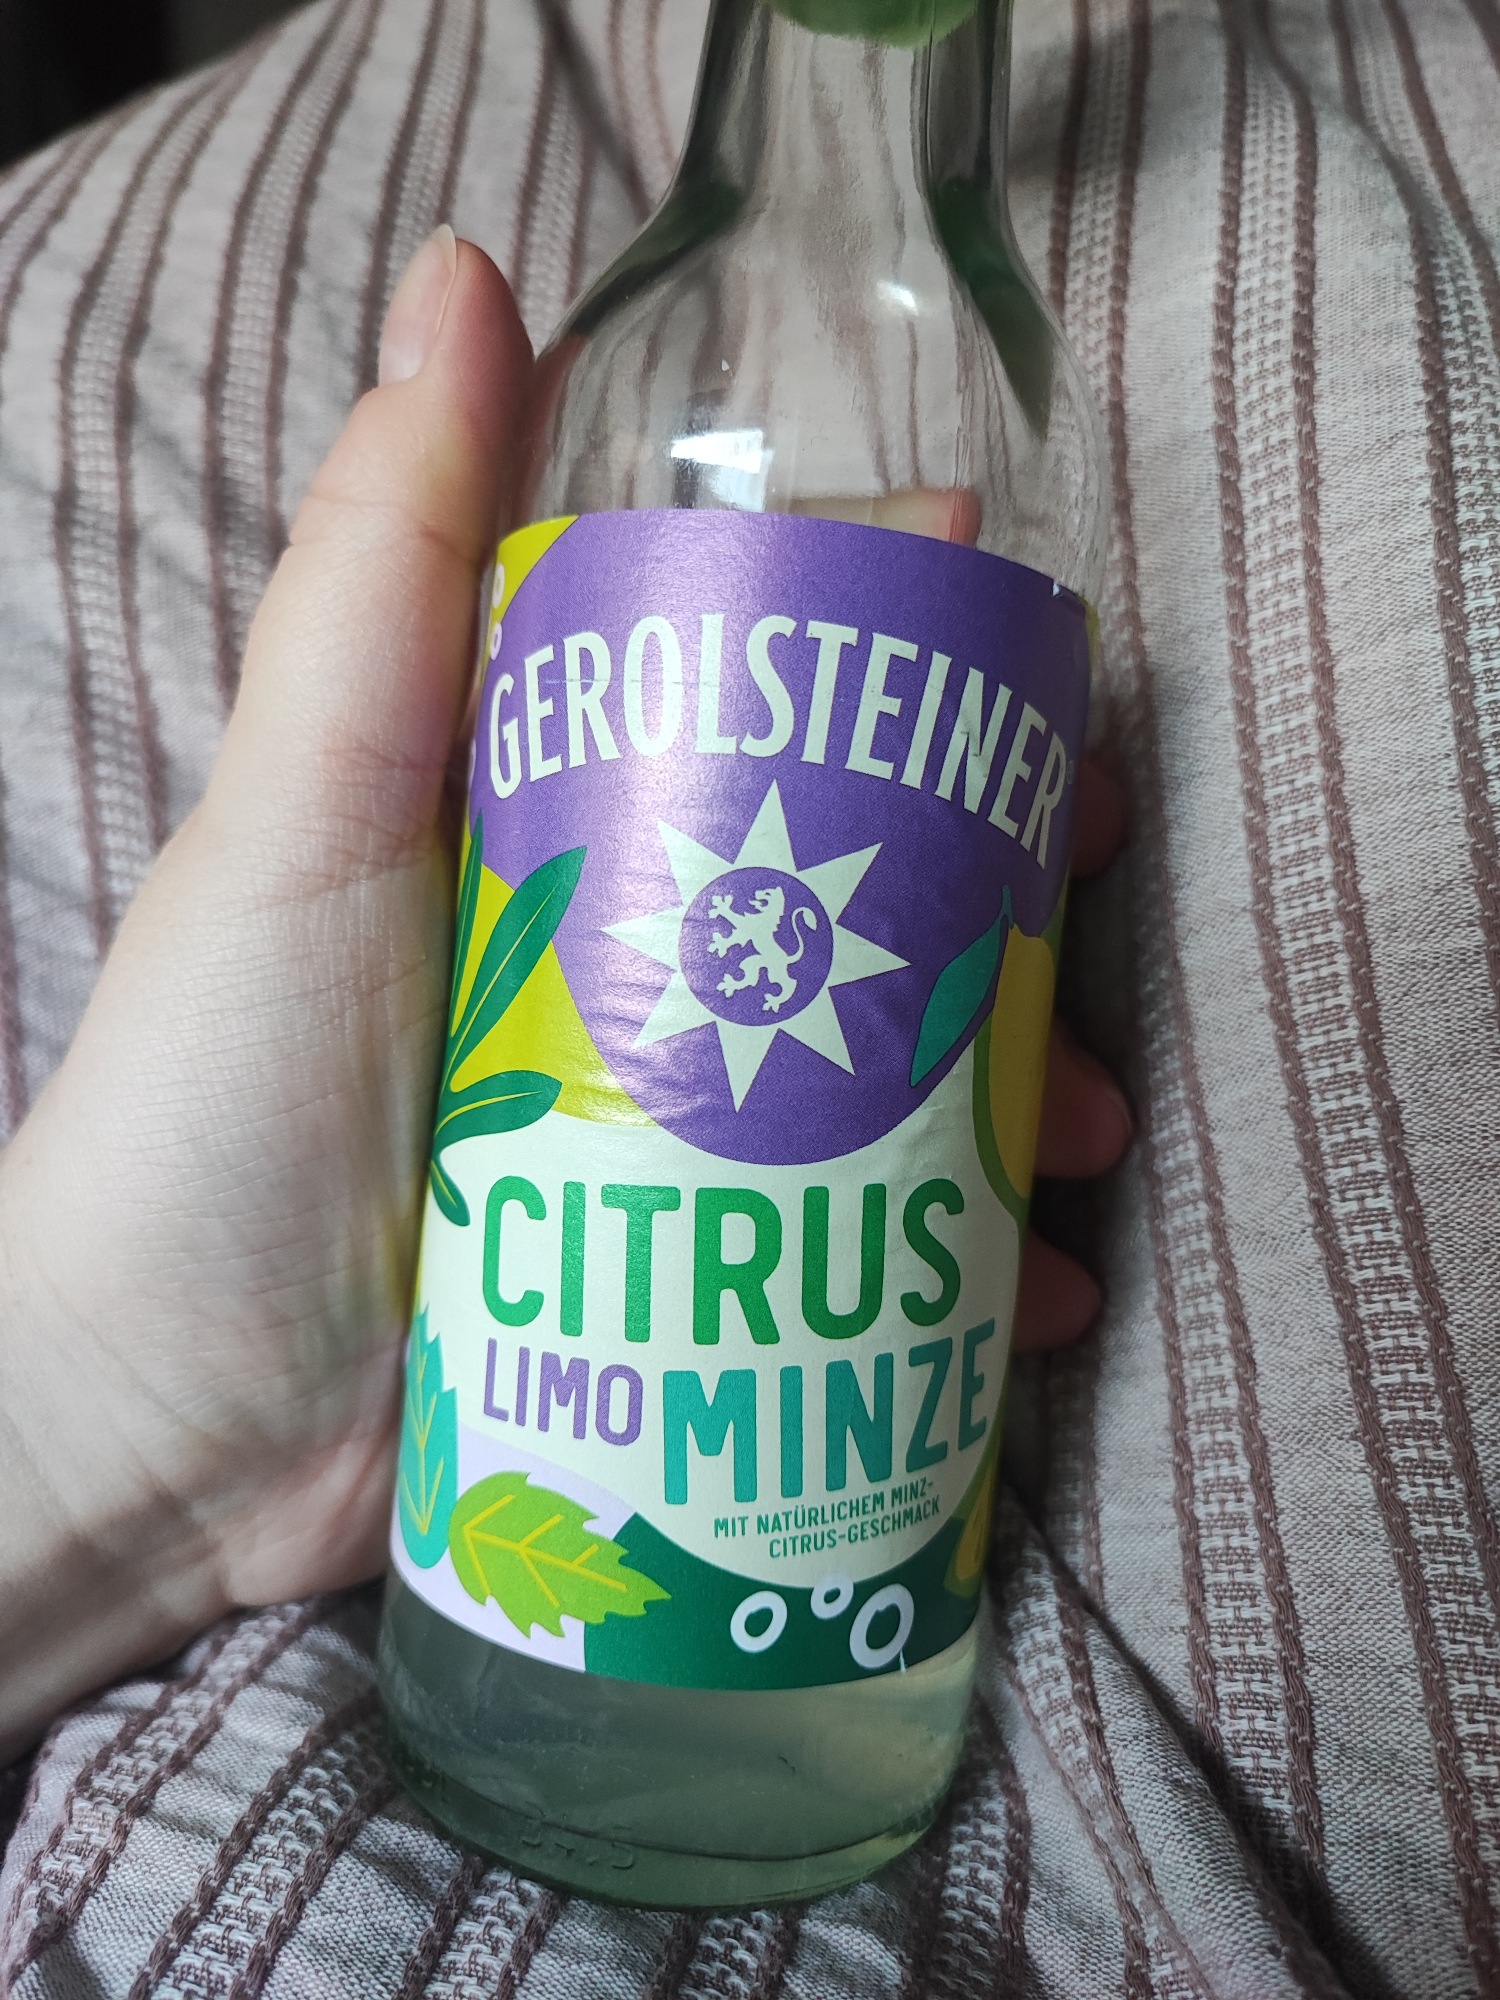 GEROLSTEINER
CITRUS
LIMO MINZE
MIT NATÜRLICHEM MINZ-
CITRUS-GESCHMACK